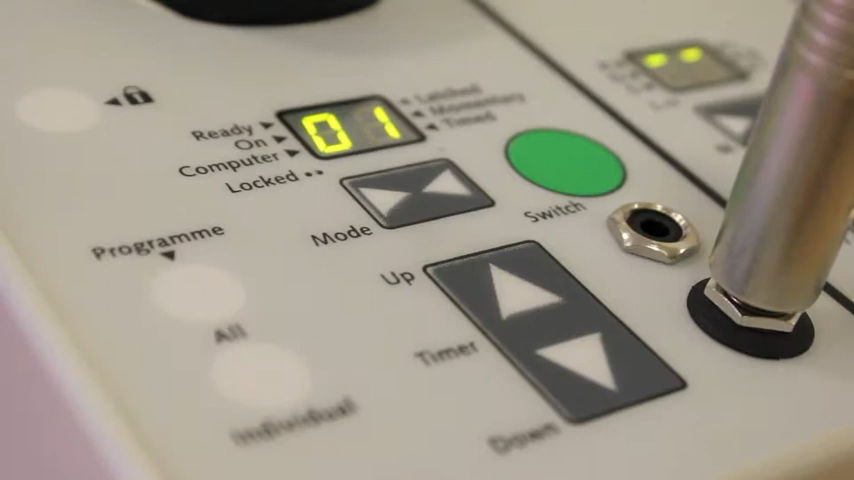 Ready
On
Computer
Locked
01
Latched
Momentary
Timed
Mode
Switch
Programme
Up
All
Timer
Individual
Down